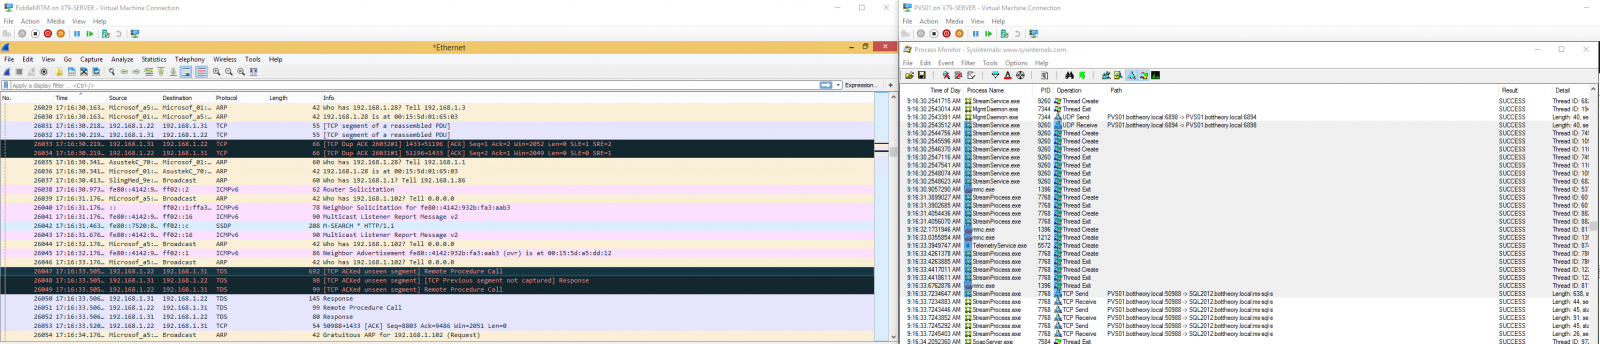 FiddleMITM on X79-SERVER - Virtual Machine Connection
File Action Media View Help
*Ethernet
File Edit View Go Capture Analyze Statistics Telephony Wireless Tools Help
Apply a display filter ... <Ctrl-/>
Expression...
No. Time Source Destination Protocol Length Info
26029 17:16:30.163… Microsof_a5:… Microsof_01:… ARP 42 Who has 192.168.1.28? Tell 192.168.1.3
26030 17:16:30.163… Microsof_01:… Microsof_a5:… ARP 42 192.168.1.28 is at 00:15:5d:01:65:03
26031 17:16:30.218… 192.168.1.22 192.168.1.31 TCP 55 [TCP segment of a reassembled PDU]
26032 17:16:30.219… 192.168.1.31 192.168.1.22 TCP 55 [TCP segment of a reassembled PDU]
26033 17:16:30.219… 192.168.1.22 192.168.1.31 TCP 66 [TCP Dup ACK 26032#1] 1433→51196 [ACK] Seq=1 Ack=2 Win=2052 Len=0 SLE=1 SRE=2
26034 17:16:30.219… 192.168.1.31 192.168.1.22 TCP 66 [TCP Dup ACK 26031#1] 51196→1433 [ACK] Seq=2 Ack=1 Win=2049 Len=0 SLE=0 SRE=1
26035 17:16:30.341… AsustekC_70:… Microsof_01:… ARP 60 Who has 192.168.1.28? Tell 192.168.1.1
26036 17:16:30.341… Microsof_01:… AsustekC_70:… ARP 42 192.168.1.28 is at 00:15:5d:01:65:03
26037 17:16:30.413… SlingMed_9e:… Broadcast ARP 60 Who has 192.168.1.1? Tell 192.168.1.86
26038 17:16:30.973… fe80::4142:9… ff02::2 ICMPv6 62 Router Solicitation
26039 17:16:31.176… Microsof_a5:… Broadcast ARP 42 Who has 192.168.1.102? Tell 0.0.0.0
26040 17:16:31.176… :: ff02::1:ffa3… ICMPv6 78 Neighbor Solicitation for fe80::4142:932b:fa3:aab3
26041 17:16:31.176… fe80::4142:9… ff02::16 ICMPv6 90 Multicast Listener Report Message v2
26042 17:16:31.463… fe80::7520:8… ff02::c SSDP 208 M-SEARCH * HTTP/1.1
26043 17:16:31.676… fe80::4142:9… ff02::16 ICMPv6 90 Multicast Listener Report Message v2
26044 17:16:32.176… Microsof_a5:… Broadcast ARP 42 Who has 192.168.1.102? Tell 0.0.0.0
26045 17:16:32.176… fe80::4142:9… ff02::1 ICMPv6 86 Neighbor Advertisement fe80::4142:932b:fa3:aab3 (ovr) is at 00:15:5d:a5:dd:12
26046 17:16:33.176… Microsof_a5:… Broadcast ARP 42 Who has 192.168.1.102? Tell 0.0.0.0
26047 17:16:33.505… 192.168.1.22 192.168.1.31 TDS 692 [TCP ACKed unseen segment] Remote Procedure Call
26048 17:16:33.505… 192.168.1.31 192.168.1.22 TDS 98 [TCP ACKed unseen segment] [TCP Previous segment not captured] Response
26049 17:16:33.505… 192.168.1.22 192.168.1.31 TDS 99 [TCP ACKed unseen segment] Remote Procedure Call
26050 17:16:33.506… 192.168.1.31 192.168.1.22 TDS 145 Response
26051 17:16:33.506… 192.168.1.22 192.168.1.31 TDS 99 Remote Procedure Call
26052 17:16:33.506… 192.168.1.31 192.168.1.22 TDS 80 Response
26053 17:16:33.520… 192.168.1.22 192.168.1.31 TCP 54 50988→1433 [ACK] Seq=8803 Ack=9486 Win=2051 Len=0
26054 17:16:34.176… Microsof_a5:… Broadcast ARP 42 Gratuitous ARP for 192.168.1.102 (Request)
PVS01 on X79-SERVER - Virtual Machine Connection
File Action Media View Help
Process Monitor - Sysinternals: www.sysinternals.com
File Edit Event Filter Tools Options Help
Time of Day Process Name PID Operation Path Result Detail
9:16:30.2541715 AM StreamService.exe 9260 Thread Create SUCCESS Thread ID: 682
9:16:30.2543014 AM MgmtDaemon.exe 7344 Thread Exit SUCCESS Thread ID: 194
9:16:30.2543391 AM MgmtDaemon.exe 7344 UDP Send PVS01.bottheory.local:6898 -> PVS01.bottheory.local:6894 SUCCESS Length: 40, se
9:16:30.2543512 AM StreamService.exe 9260 UDP Receive PVS01.bottheory.local:6894 -> PVS01.bottheory.local:6898 SUCCESS Length: 40, se
9:16:30.2544756 AM StreamService.exe 9260 Thread Create SUCCESS Thread ID: 745
9:16:30.2545596 AM StreamService.exe 9260 Thread Create SUCCESS Thread ID: 109
9:16:30.2546370 AM StreamService.exe 9260 Thread Create SUCCESS Thread ID: 110
9:16:30.2547116 AM StreamService.exe 9260 Thread Exit SUCCESS Thread ID: 745
9:16:30.2547541 AM StreamService.exe 9260 Thread Exit SUCCESS Thread ID: 110
9:16:30.2548074 AM StreamService.exe 9260 Thread Exit SUCCESS Thread ID: 109
9:16:30.2548623 AM StreamService.exe 9260 Thread Exit SUCCESS Thread ID: 682
9:16:30.9057290 AM mmc.exe 1396 Thread Exit SUCCESS Thread ID: 537
9:16:31.3899027 AM StreamProcess.exe 7768 Thread Create SUCCESS Thread ID: 601
9:16:31.3902685 AM StreamProcess.exe 7768 Thread Exit SUCCESS Thread ID: 601
9:16:31.4054436 AM StreamProcess.exe 7768 Thread Create SUCCESS Thread ID: 882
9:16:31.4056070 AM StreamProcess.exe 7768 Thread Exit SUCCESS Thread ID: 882
9:16:32.1731946 AM mmc.exe 1396 Thread Create SUCCESS Thread ID: 113
9:16:33.0355854 AM mmc.exe 1212 Thread Create SUCCESS Thread ID: 135
9:16:33.3949747 AM TelemetryService.exe 5572 Thread Create SUCCESS Thread ID: 874
9:16:33.4261378 AM StreamProcess.exe 7768 Thread Create SUCCESS Thread ID: 780
9:16:33.4263885 AM StreamProcess.exe 7768 Thread Exit SUCCESS Thread ID: 780
9:16:33.4417011 AM StreamProcess.exe 7768 Thread Create SUCCESS Thread ID: 122
9:16:33.4418611 AM StreamProcess.exe 7768 Thread Exit SUCCESS Thread ID: 122
9:16:33.6762876 AM mmc.exe 1396 Thread Exit SUCCESS Thread ID: 817
9:16:33.7234647 AM StreamProcess.exe 7768 TCP Send PVS01.bottheory.local:50988 -> SQL2012.bottheory.local:ms-sql-s SUCCESS Length: 638, s
9:16:33.7234883 AM StreamProcess.exe 7768 TCP Receive PVS01.bottheory.local:50988 -> SQL2012.bottheory.local:ms-sql-s SUCCESS Length: 44, se
9:16:33.7243446 AM StreamProcess.exe 7768 TCP Send PVS01.bottheory.local:50988 -> SQL2012.bottheory.local:ms-sql-s SUCCESS Length: 45, sta
9:16:33.7243852 AM StreamProcess.exe 7768 TCP Receive PVS01.bottheory.local:50988 -> SQL2012.bottheory.local:ms-sql-s SUCCESS Length: 91, se
9:16:33.7245292 AM StreamProcess.exe 7768 TCP Send PVS01.bottheory.local:50988 -> SQL2012.bottheory.local:ms-sql-s SUCCESS Length: 45, sta
9:16:33.7245403 AM StreamProcess.exe 7768 TCP Receive PVS01.bottheory.local:50988 -> SQL2012.bottheory.local:ms-sql-s SUCCESS Length: 26, se
9:16:34.2092360 AM SoapServer.exe 7584 Thread Exit SUCCESS Thread ID: 972